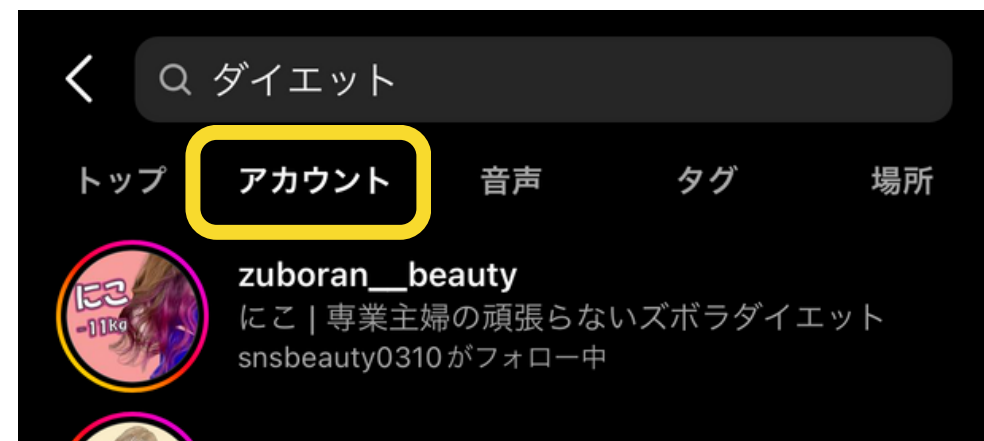 ダイエット
トップ アカウント 音声 タグ 場所
zuboran__beauty
にこ | 専業主婦の頑張らないズボラダイエット
snsbeauty0310がフォロー中
にこ
-11kg